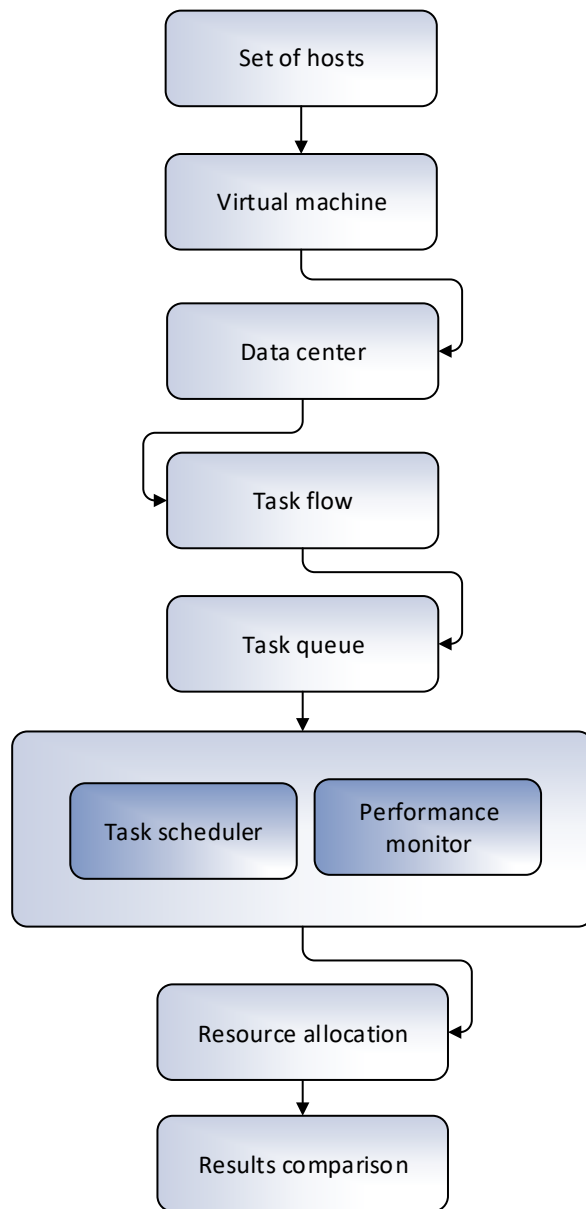 Set of hosts
Virtual machine
Data center
Task flow
Task queue
Task scheduler
Performance
monitor
Resource allocation
Results comparison